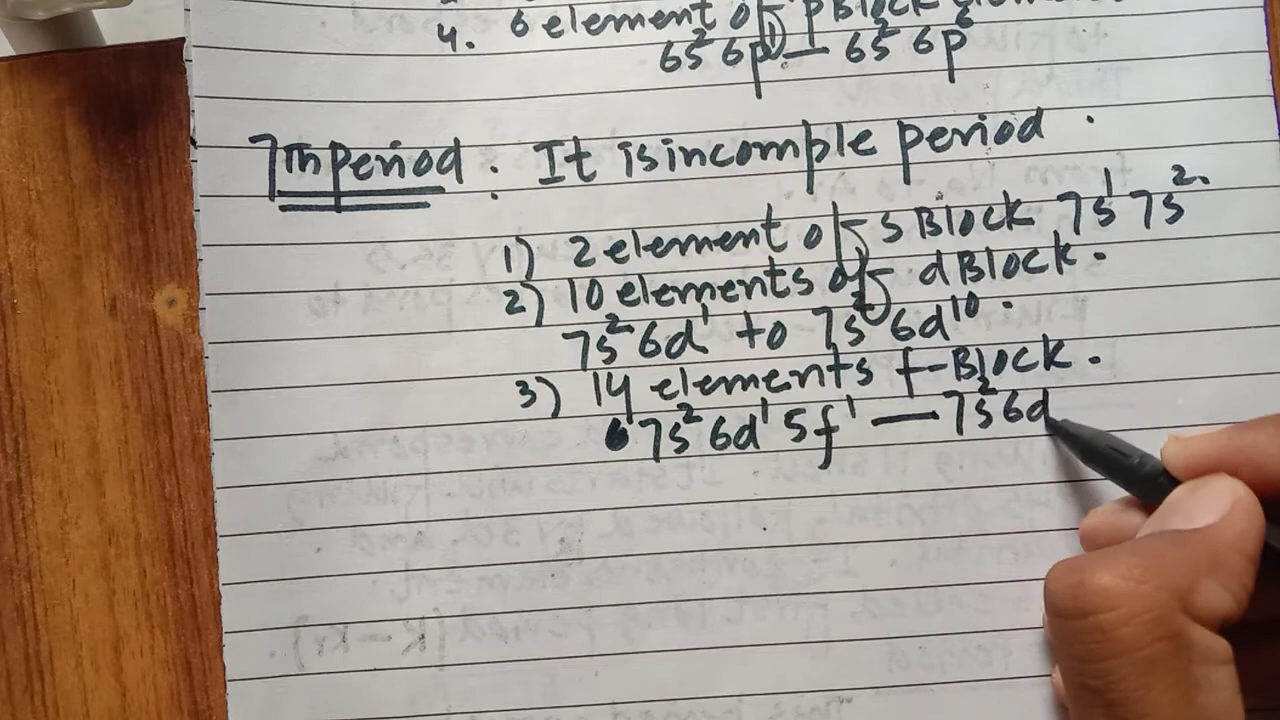 4. 6 element of p Block
6s² 6p¹ — 6s² 6p⁶
7th period : It is incomple period .
1) 2 element of s Block 7s¹ 7s².
2) 10 elements of d Block .
7s² 6d¹ to 7s² 6d¹⁰ .
3) 14 elements f-Block .
7s² 6d¹ 5f¹ — 7s² 6d